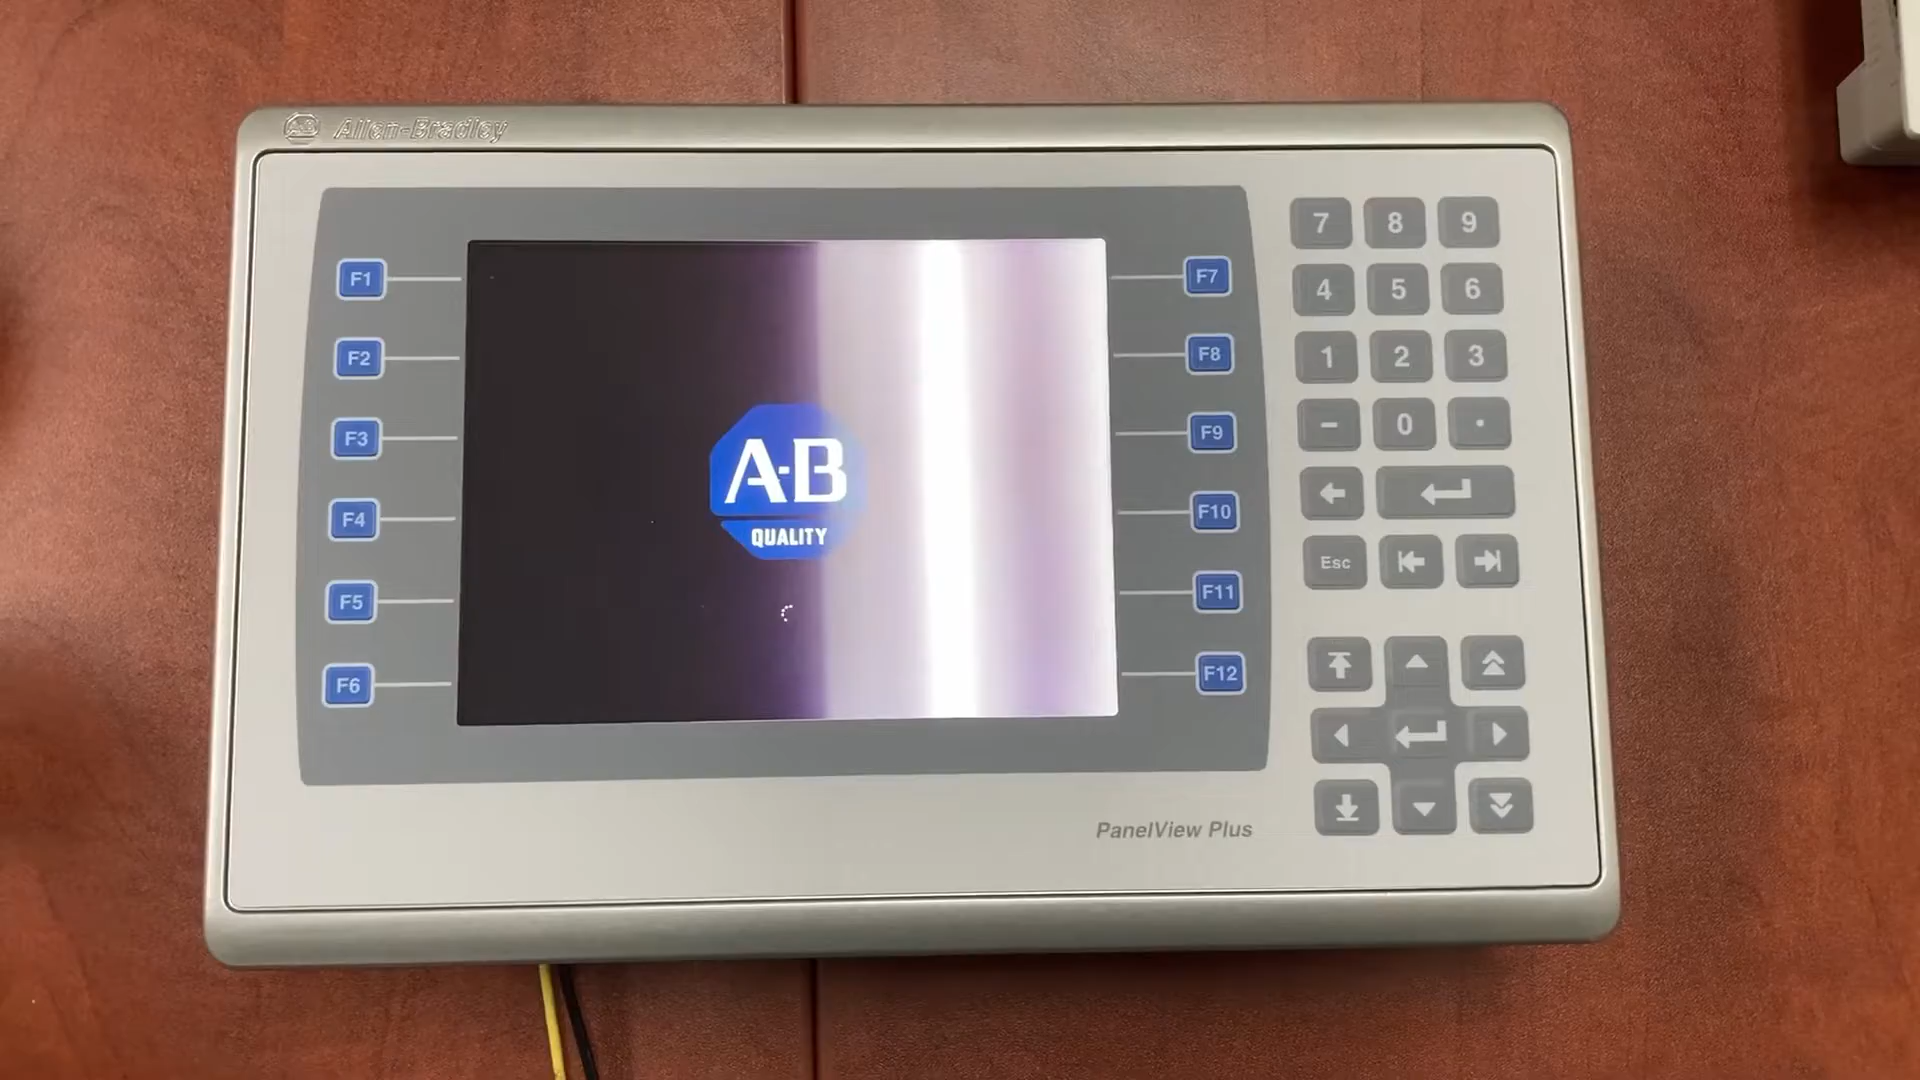 AB Allen-Bradley
F1
F2
F3
F4
F5
F6
A-B
QUALITY
F7
F8
F9
F10
F11
F12
7 8 9
4 5 6
1 2 3
- 0 .
Esc
PanelView Plus